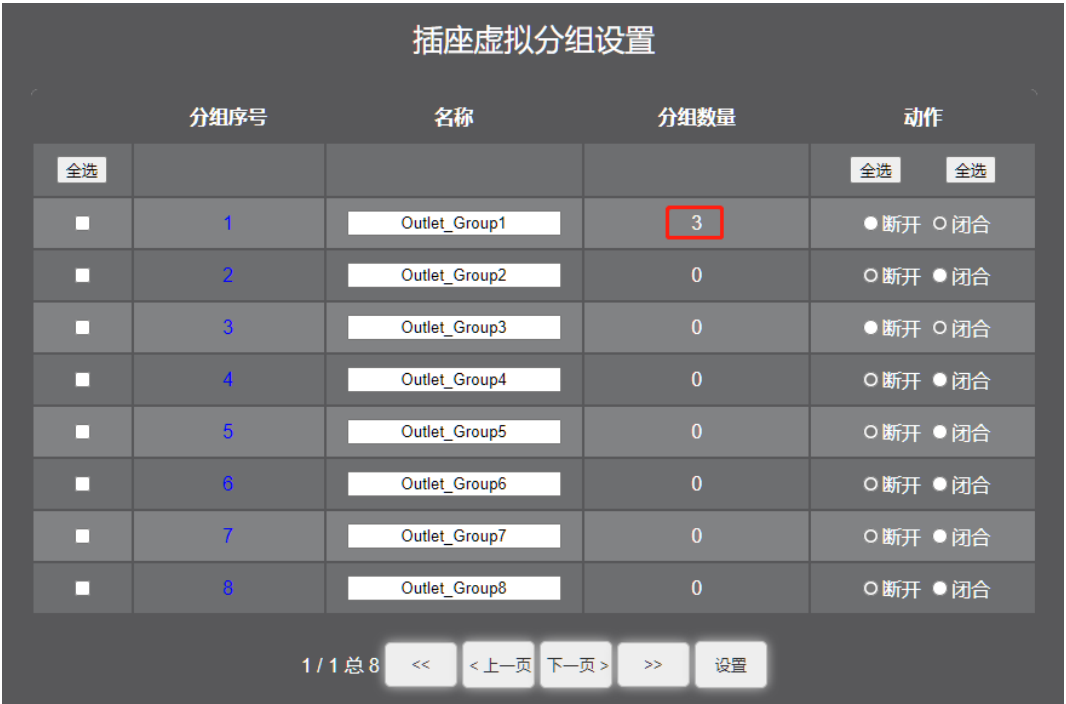 插座虚拟分组设置
分组序号 名称 分组数量 动作
全选 全选 全选
1 Outlet_Group1 3 断开 闭合
2 Outlet_Group2 0 断开 闭合
3 Outlet_Group3 0 断开 闭合
4 Outlet_Group4 0 断开 闭合
5 Outlet_Group5 0 断开 闭合
6 Outlet_Group6 0 断开 闭合
7 Outlet_Group7 0 断开 闭合
8 Outlet_Group8 0 断开 闭合
1 / 1 总 8 << < 上一页 下一页 > >> 设置